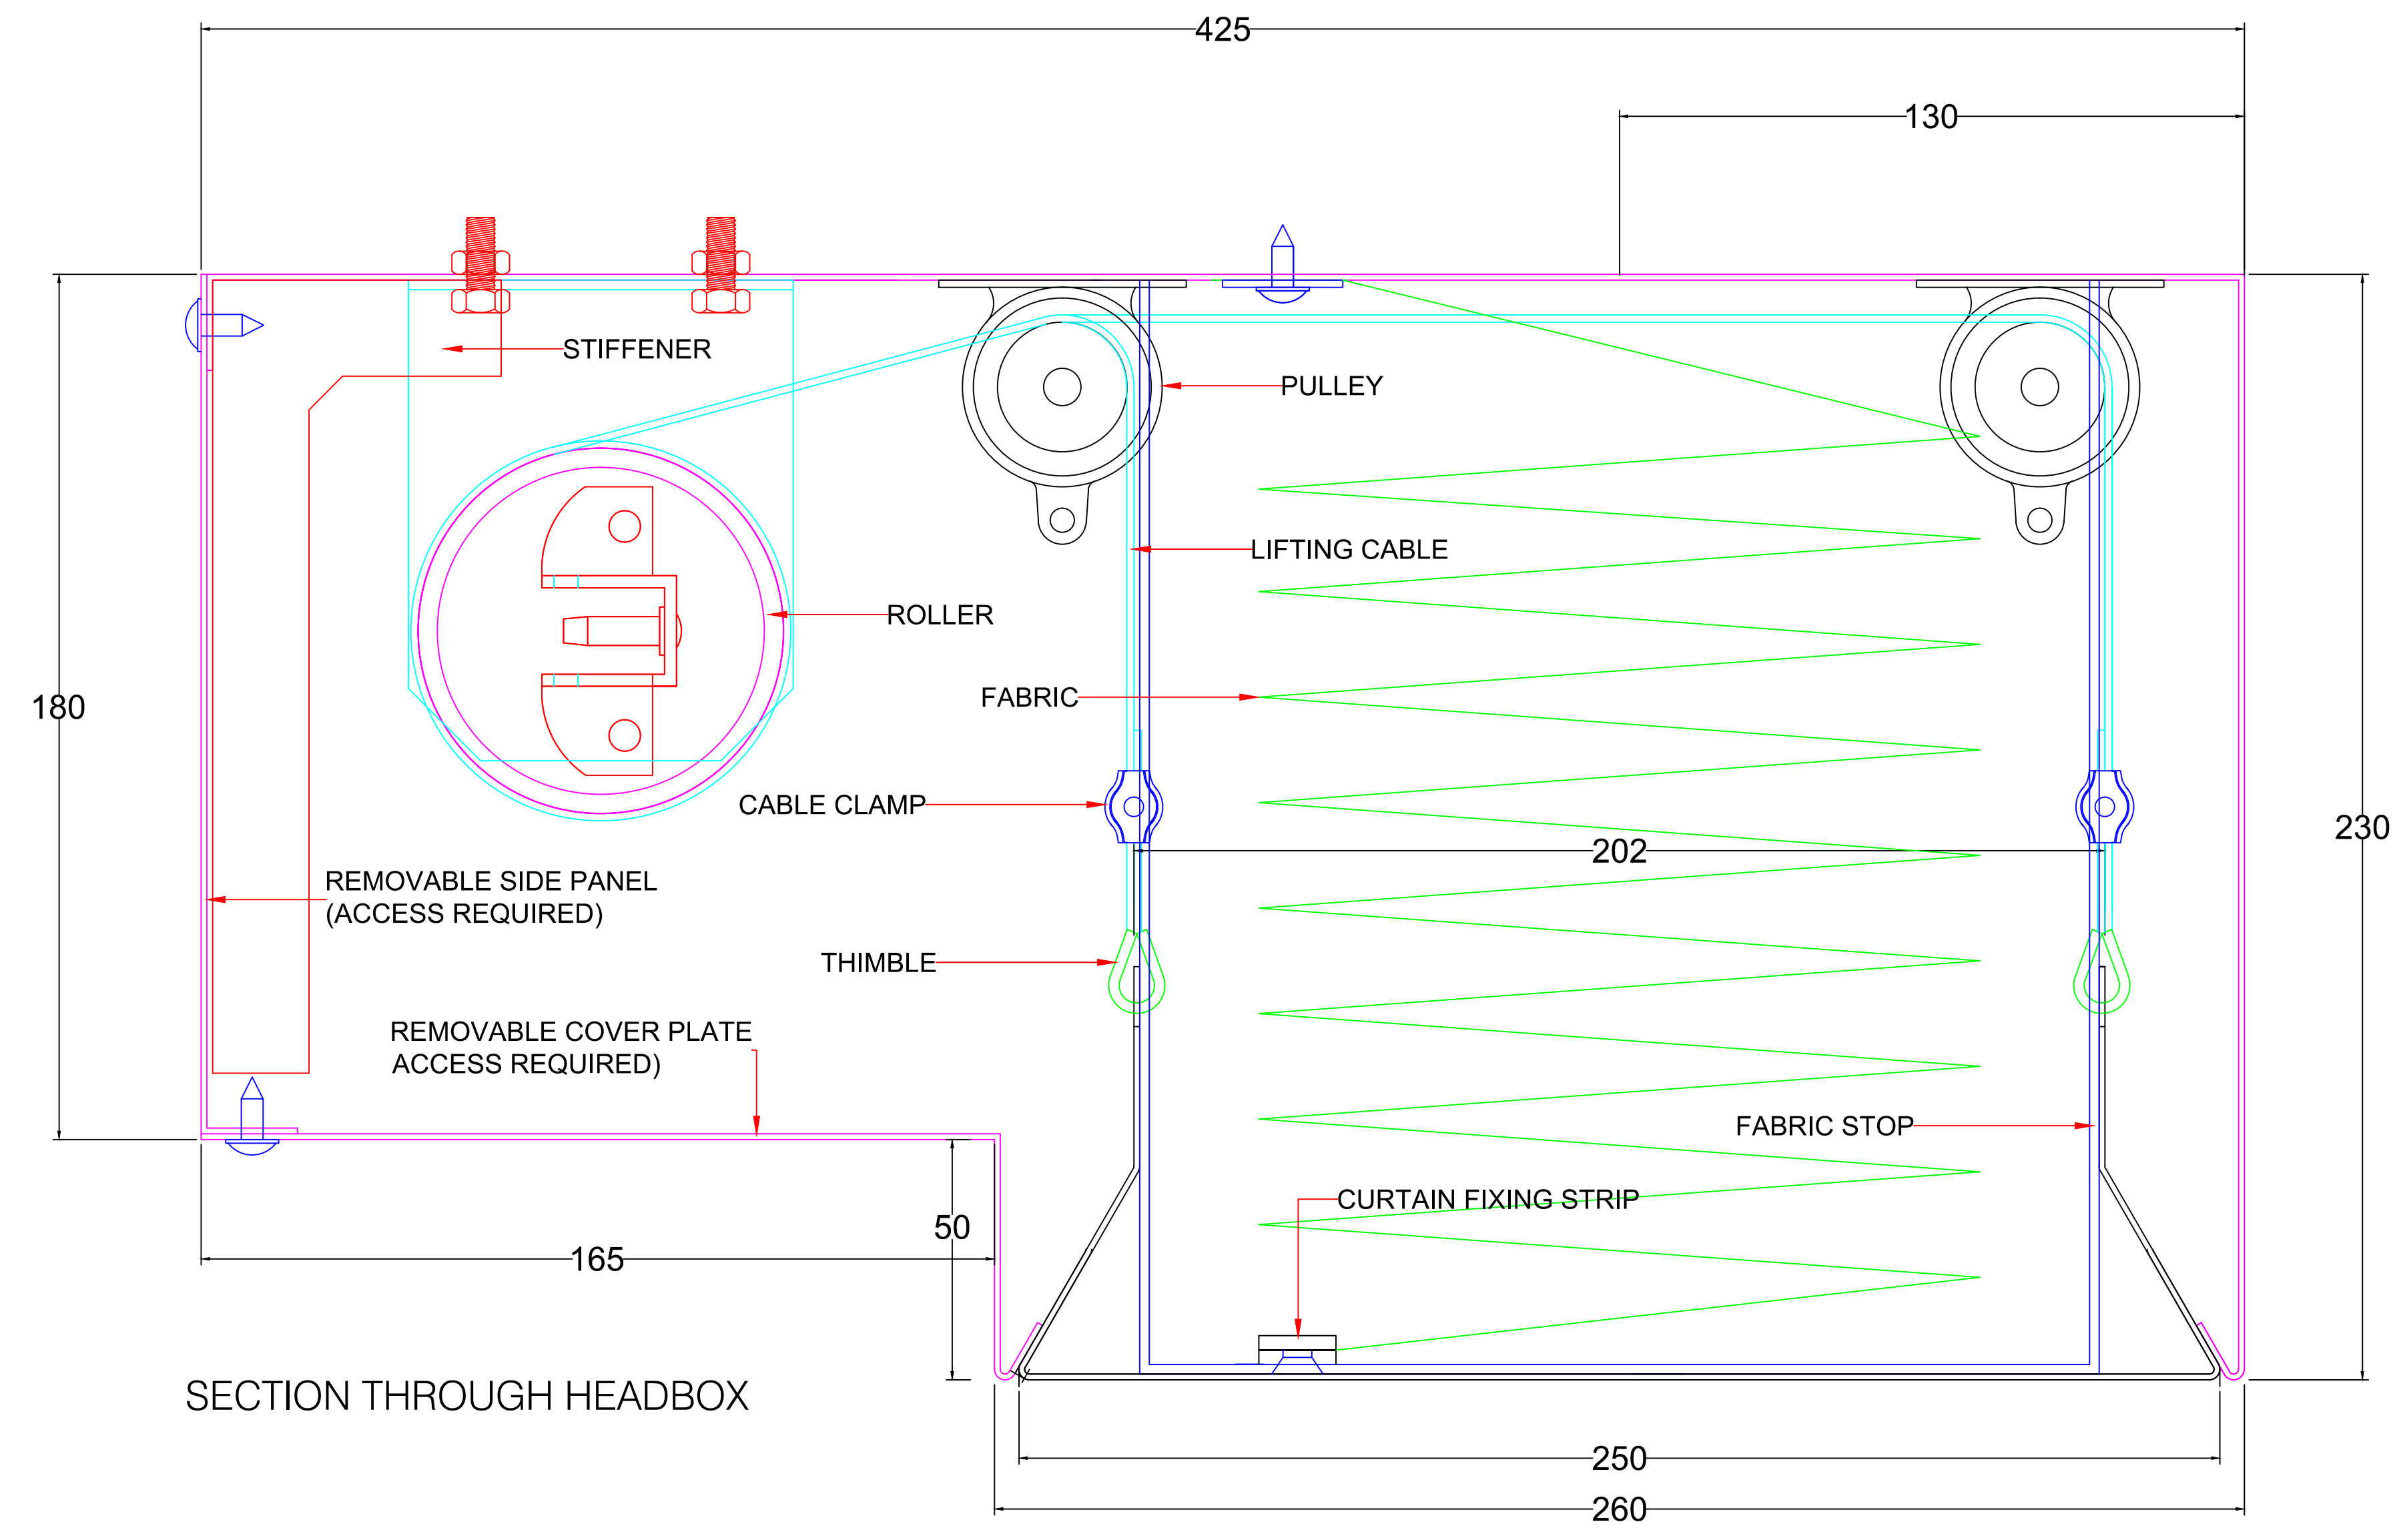 425
130
STIFFENER
PULLEY
LIFTING CABLE
ROLLER
FABRIC
180
CABLE CLAMP
230
202
REMOVABLE SIDE PANEL
(ACCESS REQUIRED)
THIMBLE
REMOVABLE COVER PLATE
ACCESS REQUIRED)
FABRIC STOP
CURTAIN FIXING STRIP
50
165
SECTION THROUGH HEADBOX
250
260